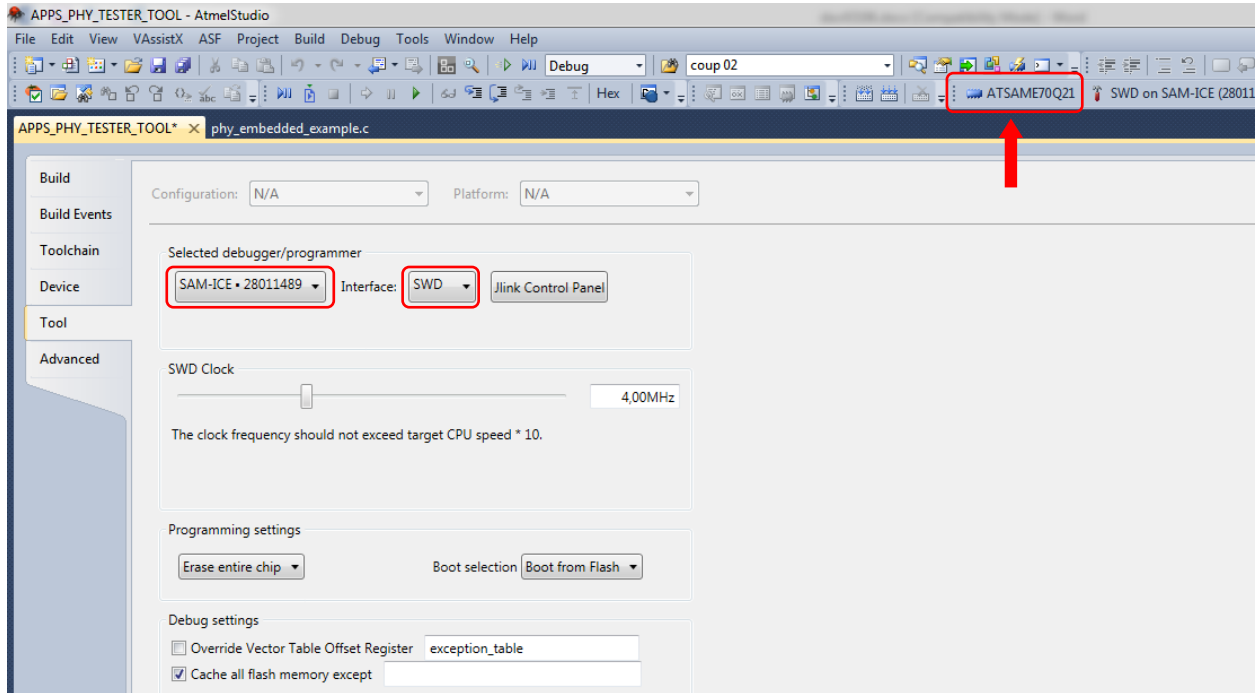 APPS_PHY_TESTER_TOOL - AtmelStudio
File Edit View VAssistX ASF Project Build Debug Tools Window Help
Debug coup 02
Hex ATSAME70Q21 SWD on SAM-ICE (28011
APPS_PHY_TESTER_TOOL* phy_embedded_example.c
Build
Configuration: N/A Platform: N/A
Build Events
Toolchain
Selected debugger/programmer
Device
SAM-ICE • 28011489 Interface: SWD Jlink Control Panel
Tool
Advanced
SWD Clock
4,00MHz
The clock frequency should not exceed target CPU speed * 10.
Programming settings
Erase entire chip Boot selection Boot from Flash
Debug settings
Override Vector Table Offset Register exception_table
Cache all flash memory except